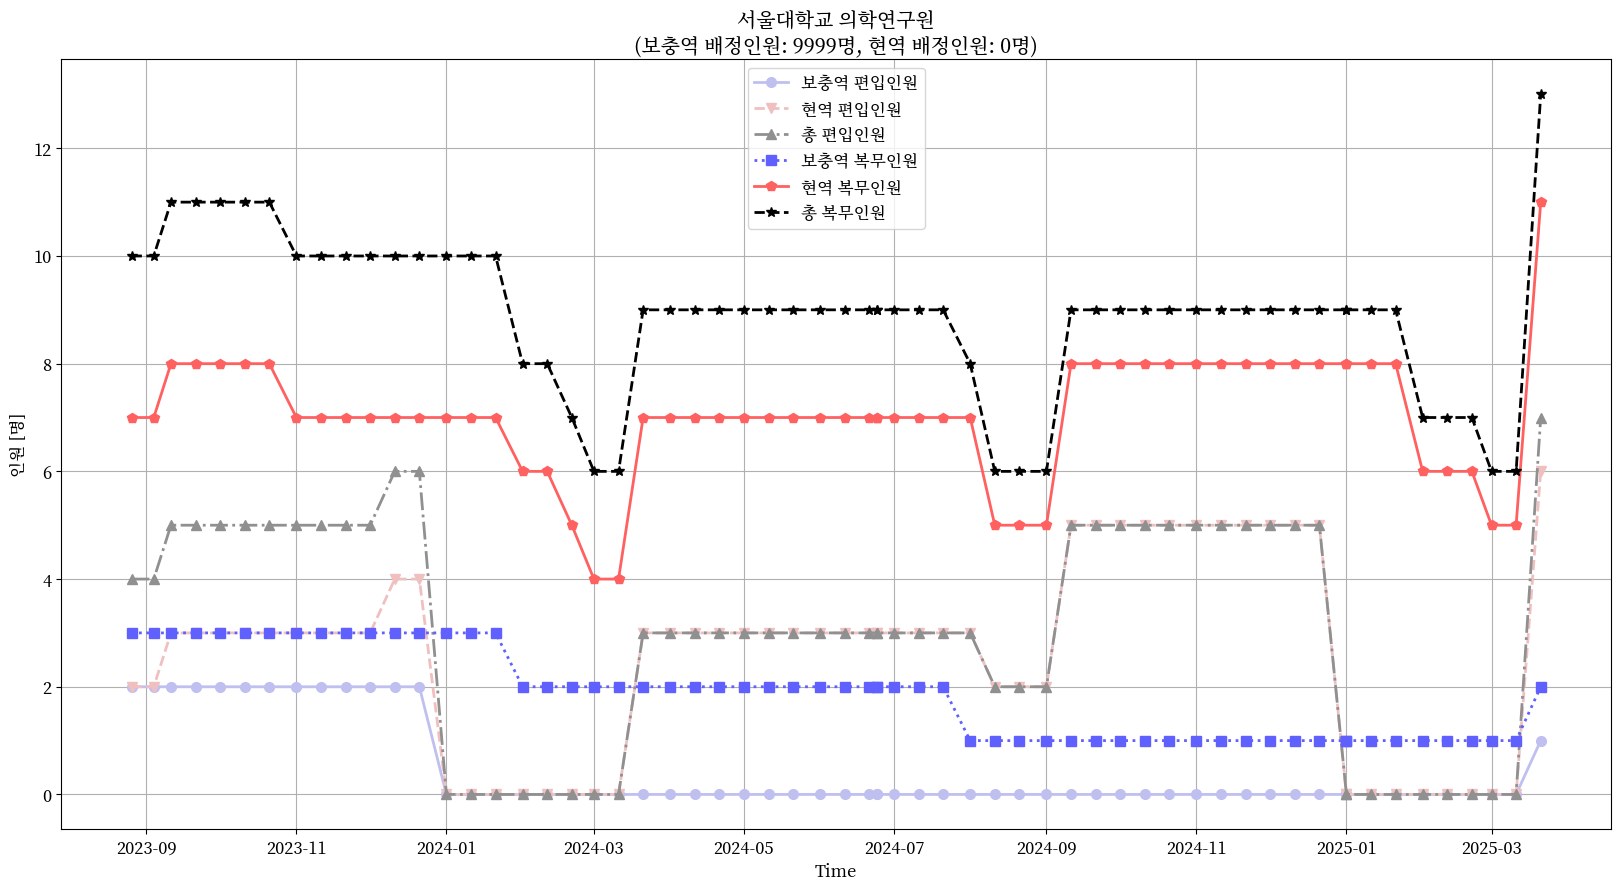 서울대학교 의학연구원
(보충역 배정인원: 9999명, 현역 배정인원: 0명)
보충역 편입인원
현역 편입인원
총 편입인원
보충역 복무인원
현역 복무인원
총 복무인원
인원 [명]
12
10
8
6
4
2
0
2023-09 2023-11 2024-01 2024-03 2024-05 2024-07 2024-09 2024-11 2025-01 2025-03
Time